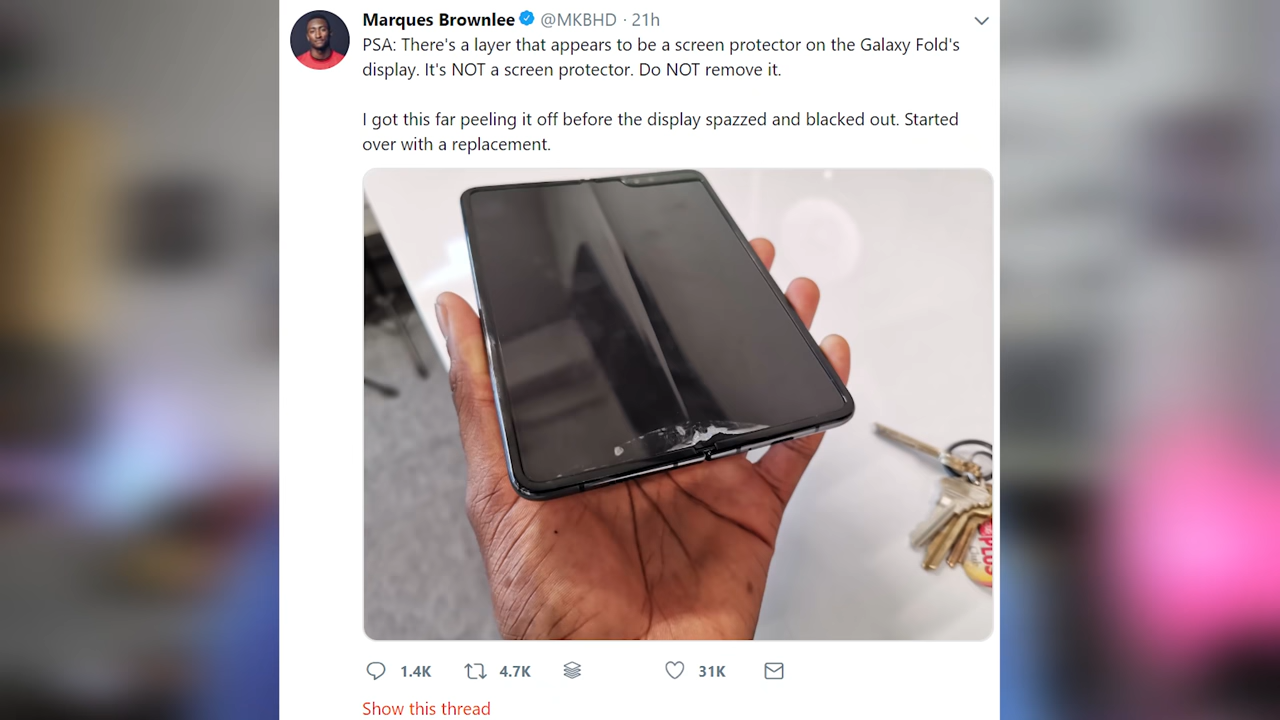 Marques Brownlee @MKBHD · 21h
PSA: There's a layer that appears to be a screen protector on the Galaxy Fold's
display. It's NOT a screen protector. Do NOT remove it.
I got this far peeling it off before the display spazzed and blacked out. Started
over with a replacement.
1.4K 4.7K 31K
Show this thread